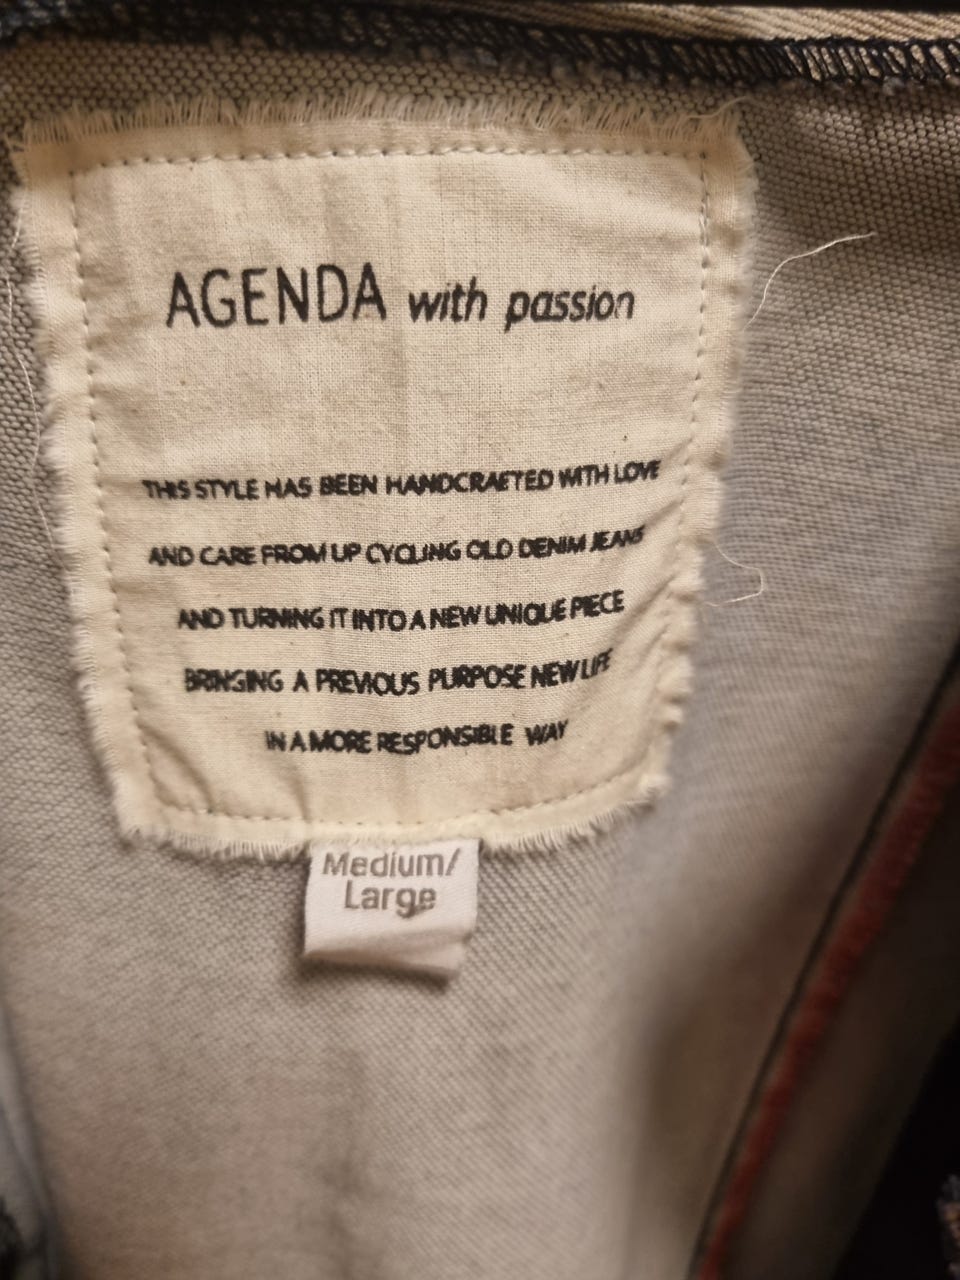 AGENDA with passion
THIS STYLE HAS BEEN HANDCRAFTED WITH LOVE
AND CARE FROM UP CYCLING OLD DENIM JEANS
AND TURNING IT INTO A NEW UNIQUE PIECE
BRINGING A PREVIOUS PURPOSE NEW LIFE
IN A MORE RESPONSIBLE WAY
Medium/
Large